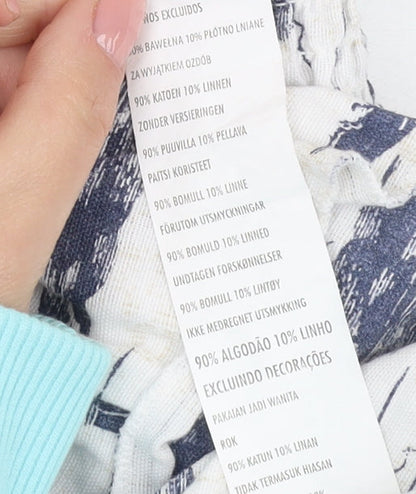 NOS EXCLUIDOS
90% BAWEŁNA 10% PŁÓTNO LNIANE
ZA WYJĄTKIEM OZDÓB
90% KATOEN 10% LINNEN
ZONDER VERSIERINGEN
90% PUUVILLA 10% PELLAVA
PAITSI KORISTEET
90% BOMULL 10% LINNE
FÖRUTOM UTSMYCKNINGAR
90% BOMULD 10% LINNED
UNDTAGEN FORSKØNNELSER
90% BOMULL 10% LINTØY
IKKE MEDREGNET UTSMYKKING
90% ALGODÃO 10% LINHO
EXCLUINDO DECORAÇÕES
PAKAIAN JADI WANITA
ROK
90% KATUN 10% LINAN
TIDAK TERMASUK HIASAN